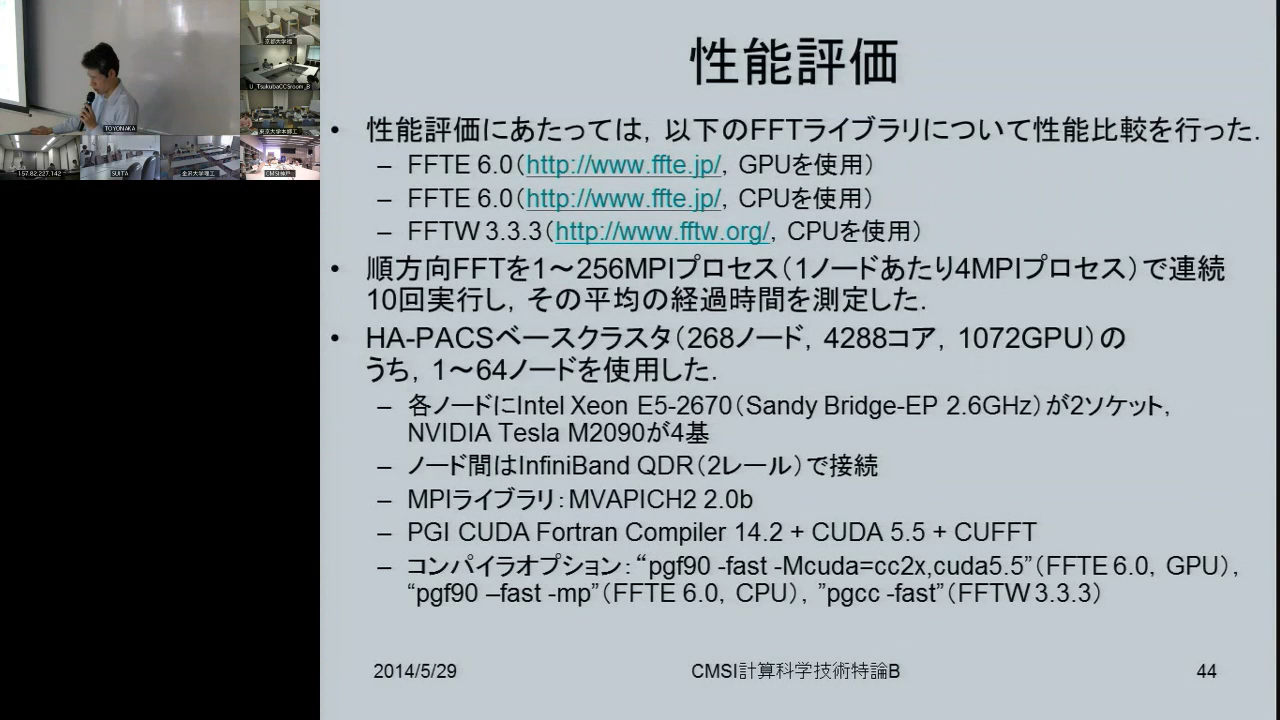 京都大学桂
U_TsukubaCCSroom_B
TOYONAKA
東京大学本郷工
157.82.227.142
SUITA
金沢大学理工
CMSI神戸
性能評価
• 性能評価にあたっては，以下のFFTライブラリについて性能比較を行った．
– FFTE 6.0（http://www.ffte.jp/，GPUを使用）
– FFTE 6.0（http://www.ffte.jp/，CPUを使用）
– FFTW 3.3.3（http://www.fftw.org/，CPUを使用）
• 順方向FFTを1～256MPIプロセス（1ノードあたり4MPIプロセス）で連続
10回実行し，その平均の経過時間を測定した．
• HA-PACSベースクラスタ（268ノード，4288コア，1072GPU）の
うち，1～64ノードを使用した．
– 各ノードにIntel Xeon E5-2670（Sandy Bridge-EP 2.6GHz）が2ソケット，
NVIDIA Tesla M2090が4基
– ノード間はInfiniBand QDR（2レール）で接続
– MPIライブラリ：MVAPICH2 2.0b
– PGI CUDA Fortran Compiler 14.2 + CUDA 5.5 + CUFFT
– コンパイラオプション：“pgf90 -fast -Mcuda=cc2x,cuda5.5”（FFTE 6.0，GPU），
“pgf90 –fast -mp”（FFTE 6.0，CPU），”pgcc -fast”（FFTW 3.3.3）
2014/5/29
CMSI計算科学技術特論B
44